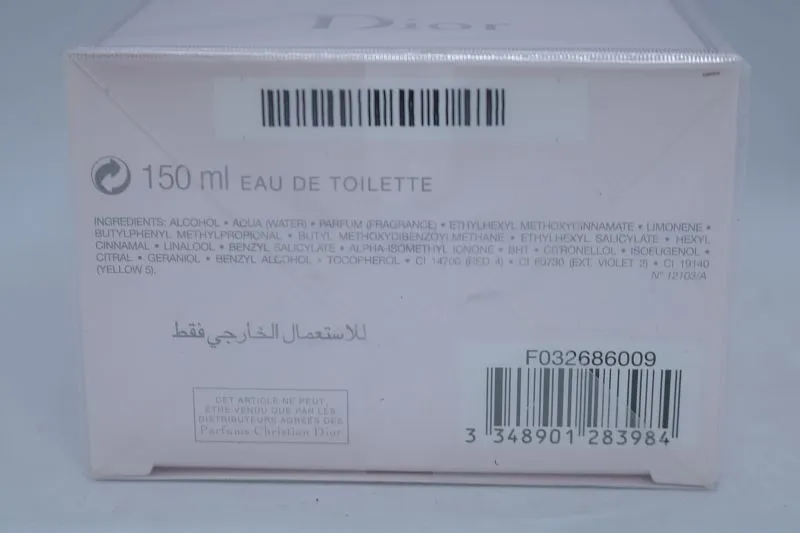 Dior
150 ml EAU DE TOILETTE
INGREDIENTS: ALCOHOL • AQUA (WATER) • PARFUM (FRAGRANCE) • ETHYLHEXYL METHOXYCINNAMATE • LIMONENE •
BUTYLPHENYL METHYLPROPIONAL • BUTYL METHOXYDIBENZOYLMETHANE • ETHYLHEXYL SALICYLATE • HEXYL
CINNAMAL • LINALOOL • BENZYL SALICYLATE • ALPHA-ISOMETHYL IONONE • BHT • CITRONELLOL • ISOEUGENOL •
CITRAL • GERANIOL • BENZYL ALCOHOL • TOCOPHEROL • CI 14700 (RED 4) • CI 60730 (EXT. VIOLET 2) • CI 19140
(YELLOW 5).
N° 12103/A
للاستعمال الخارجي فقط
CET ARTICLE NE PEUT
ÊTRE VENDU QUE PAR LES
DISTRIBUTEURS AGRÉÉS DES
Parfums Christian Dior
F032686009
3 348901 283984